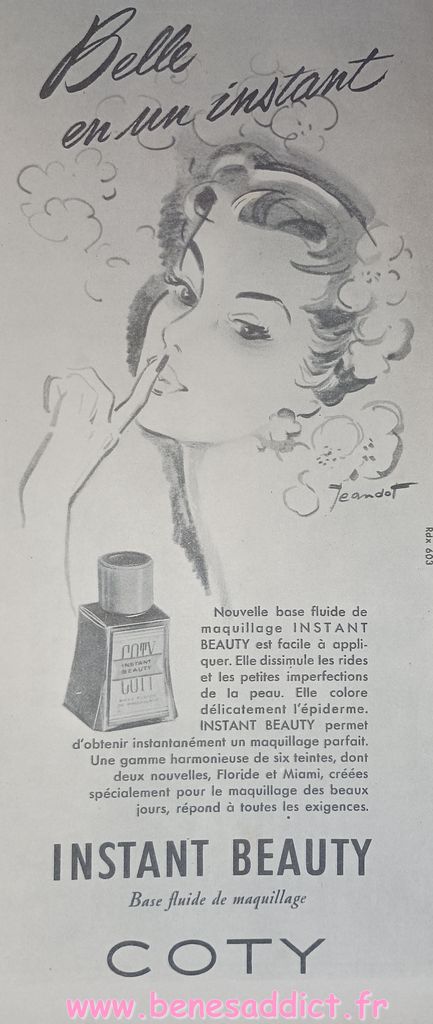 Belle
en un instant
Jeandot
Rdx 603
COTY
INSTANT
BEAUTY
COTY
Nouvelle base fluide de
maquillage INSTANT
BEAUTY est facile à appli-
quer. Elle dissimule les rides
et les petites imperfections
de la peau. Elle colore
délicatement l'épiderme.
INSTANT BEAUTY permet
d'obtenir instantanément un maquillage parfait.
Une gamme harmonieuse de six teintes, dont
deux nouvelles, Floride et Miami, créées
spécialement pour le maquillage des beaux
jours, répond à toutes les exigences.
INSTANT BEAUTY
Base fluide de maquillage
COTY
www.benesaddict.fr